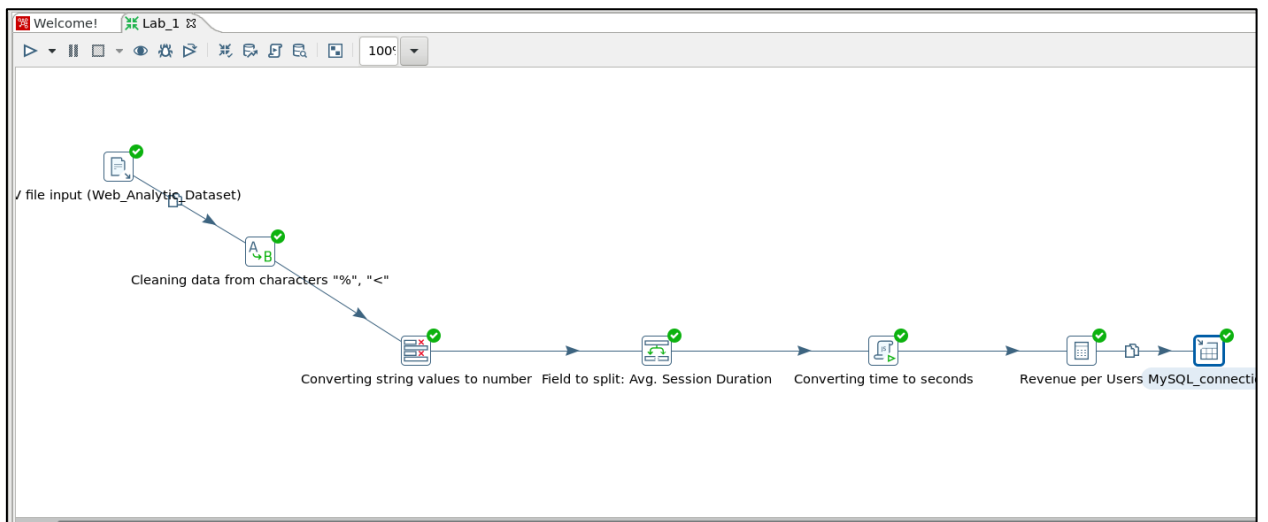 Welcome!
Lab_1
100
V file input (Web_Analytic_Dataset)
A
B
Cleaning data from characters "%", "<"
Converting string values to number
Field to split: Avg. Session Duration
Converting time to seconds
Revenue per Users
MySQL_connecti